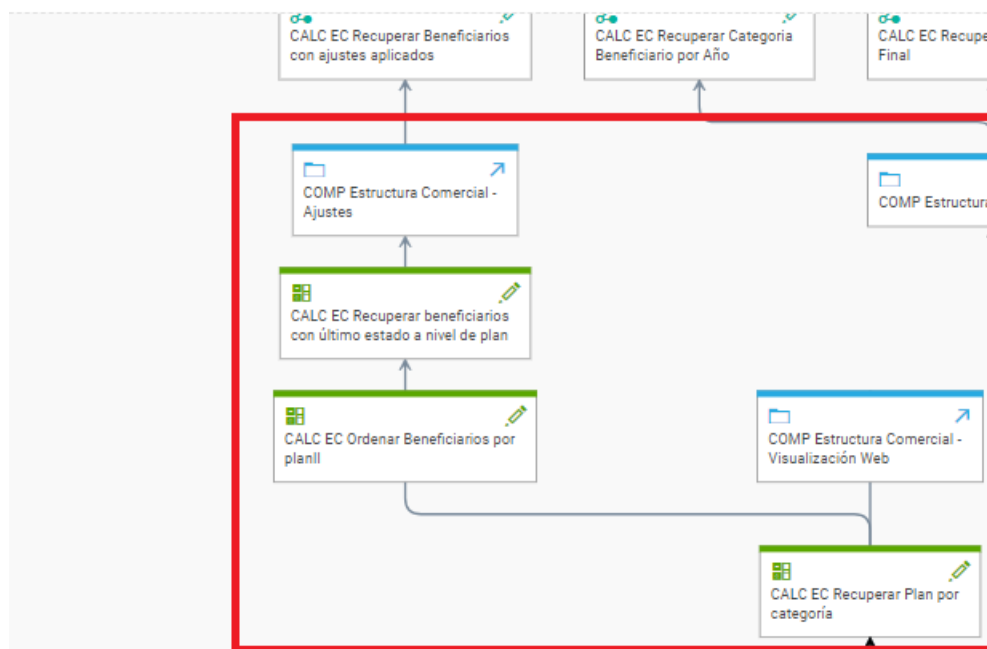 CALC EC Recuperar Beneficiarios
con ajustes aplicados
CALC EC Recuperar Categoria
Beneficiario por Año
CALC EC Recupe
Final
COMP Estructura Comercial -
Ajustes
COMP Estructura
CALC EC Recuperar beneficiarios
con último estado a nivel de plan
CALC EC Ordenar Beneficiarios por
planII
COMP Estructura Comercial -
Visualización Web
CALC EC Recuperar Plan por
categoría